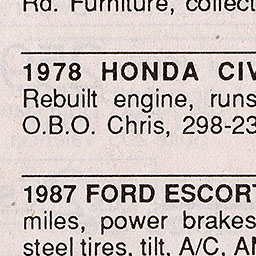 Rd. Furniture, collect
1978 HONDA CIV
Rebuilt engine, runs
O.B.O. Chris, 298-23
1987 FORD ESCORT
miles, power brakes
steel tires, tilt, A/C, AM